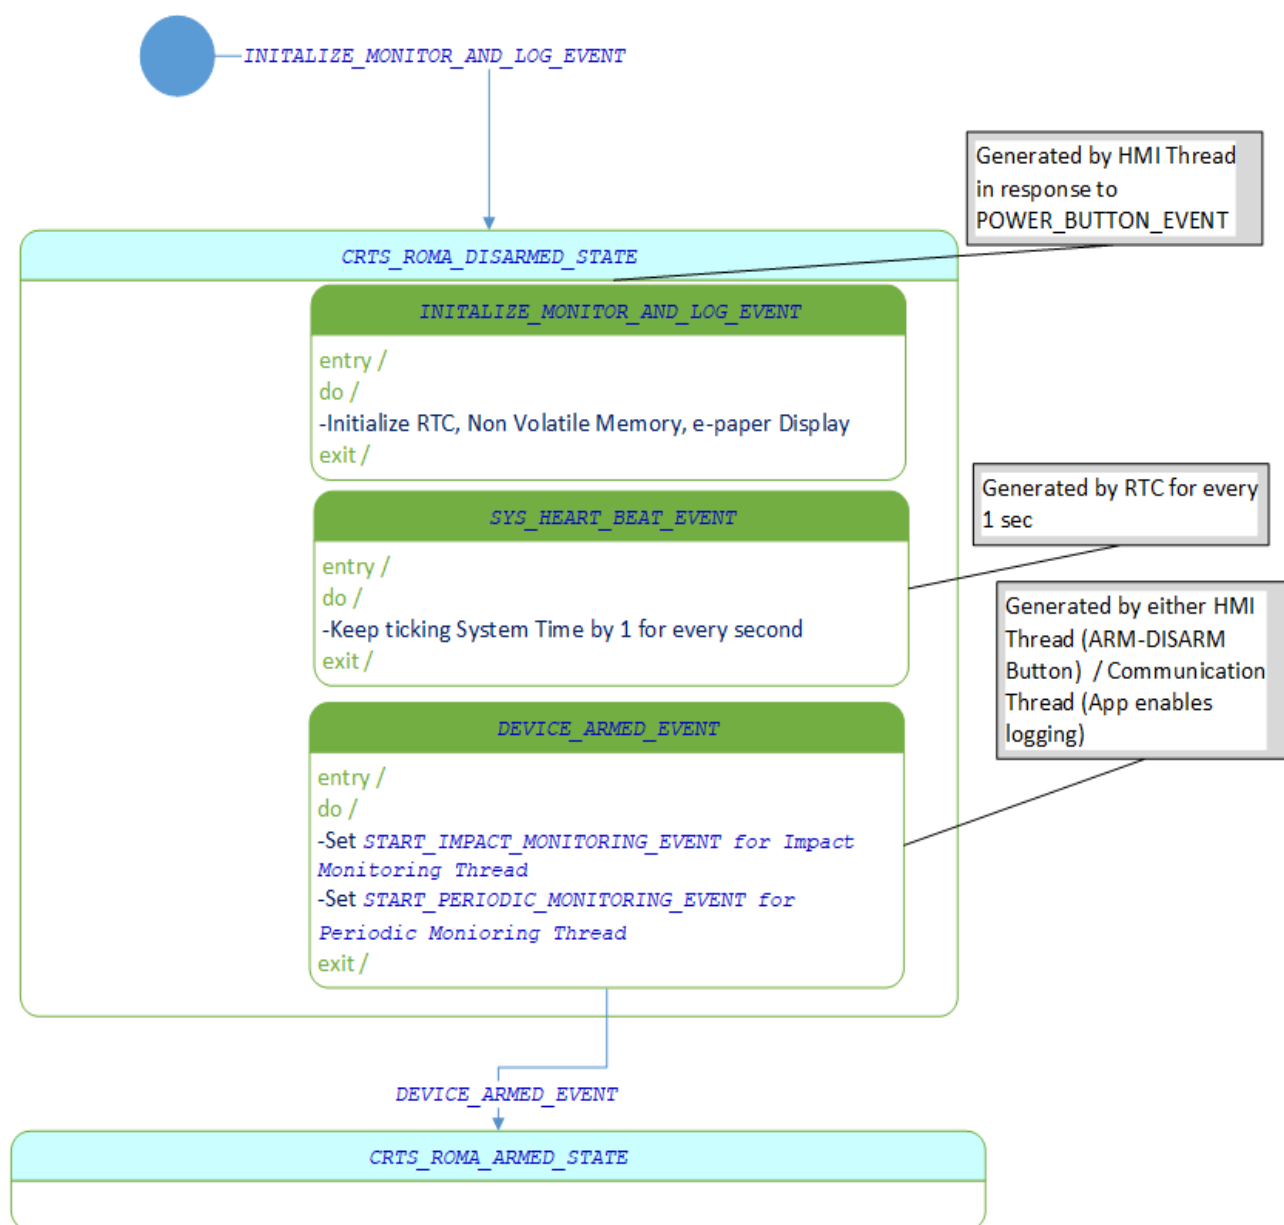 INITALIZE_MONITOR_AND_LOG_EVENT
Generated by HMI Thread
in response to
POWER_BUTTON_EVENT
CRTS_ROMA_DISARMED_STATE
INITALIZE_MONITOR_AND_LOG_EVENT
entry /
do /
-Initialize RTC, Non Volatile Memory, e-paper Display
exit /
Generated by RTC for every
1 sec
SYS_HEART_BEAT_EVENT
entry /
do /
-Keep ticking System Time by 1 for every second
exit /
Generated by either HMI
Thread (ARM-DISARM
Button) / Communication
Thread (App enables
logging)
DEVICE_ARMED_EVENT
entry /
do /
-Set START_IMPACT_MONITORING_EVENT for Impact
Monitoring Thread
-Set START_PERIODIC_MONITORING_EVENT for
Periodic Monioring Thread
exit /
DEVICE_ARMED_EVENT
CRTS_ROMA_ARMED_STATE